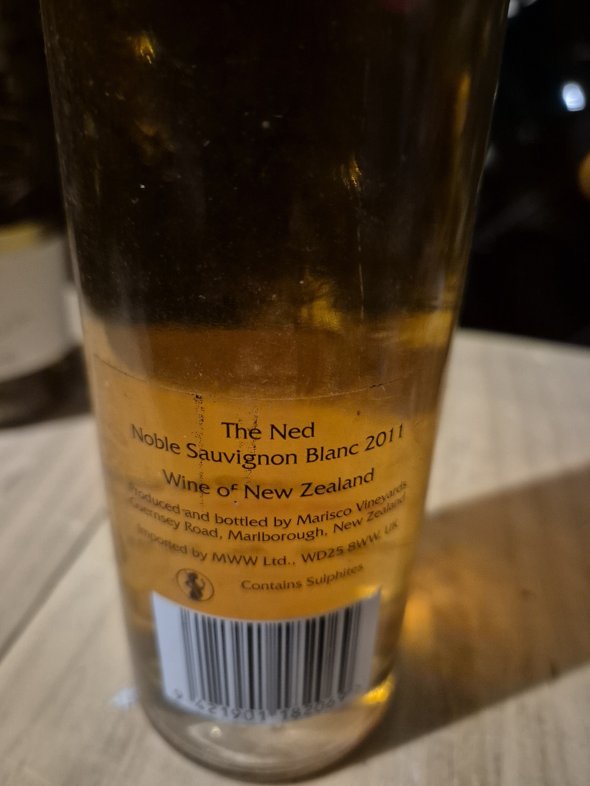 The Ned
Noble Sauvignon Blanc 2011
Wine of New Zealand
Produced and bottled by Marisco Vineyards
Guernsey Road, Marlborough, New Zealand
Imported by MWW Ltd., WD25 8WW, UK
Contains Sulphites